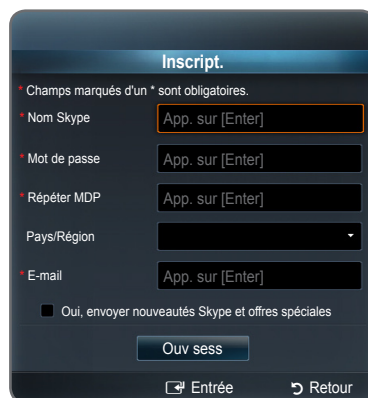 Inscript.
* Champs marqués d'un * sont obligatoires.
* Nom Skype App. sur [Enter]
* Mot de passe App. sur [Enter]
* Répéter MDP App. sur [Enter]
Pays/Région
* E-mail App. sur [Enter]
Oui, envoyer nouveautés Skype et offres spéciales
Ouv sess
Entrée Retour